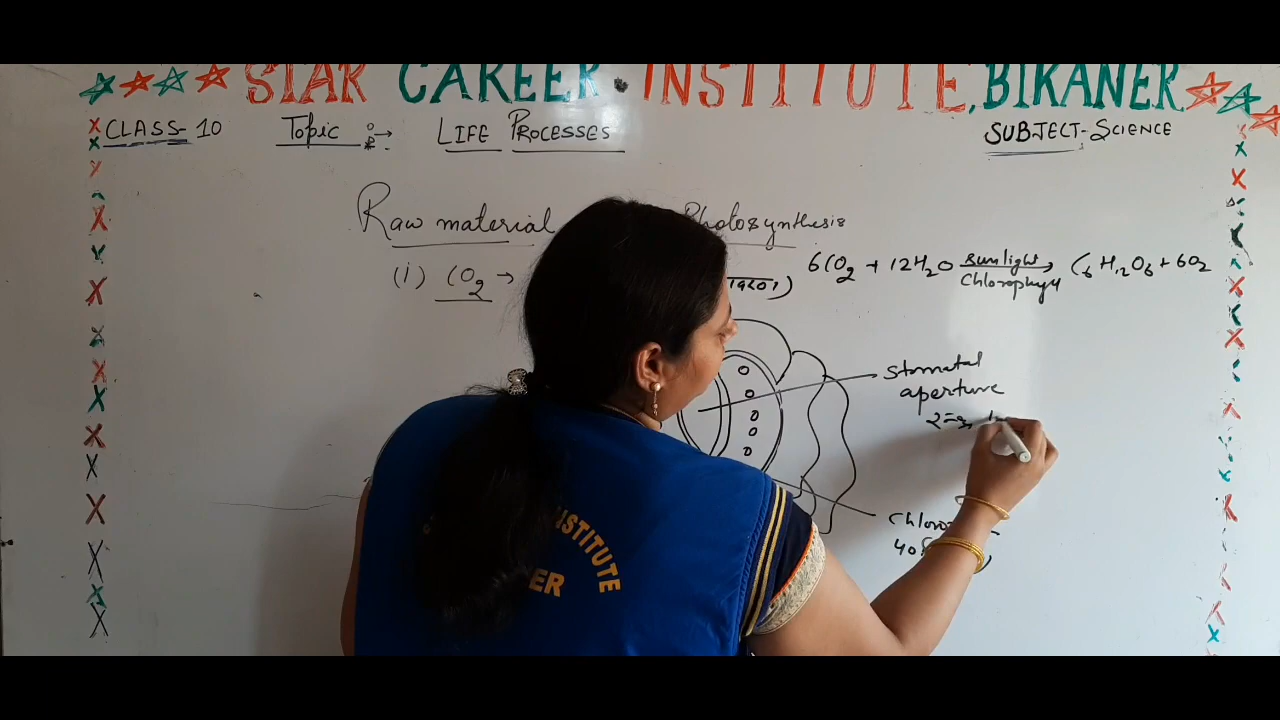 STAR CAREER INSTITUTE, BIKANER
CLASS- 10 Topic LIFE PROCESSES SUBJECT-SCIENCE
Raw material Photosynthesis
(i) CO2 → 6CO2 + 12H2O sunlight Chlorophyll C6H12O6 + 6O2
Stomatal
aperture
INSTITUTE